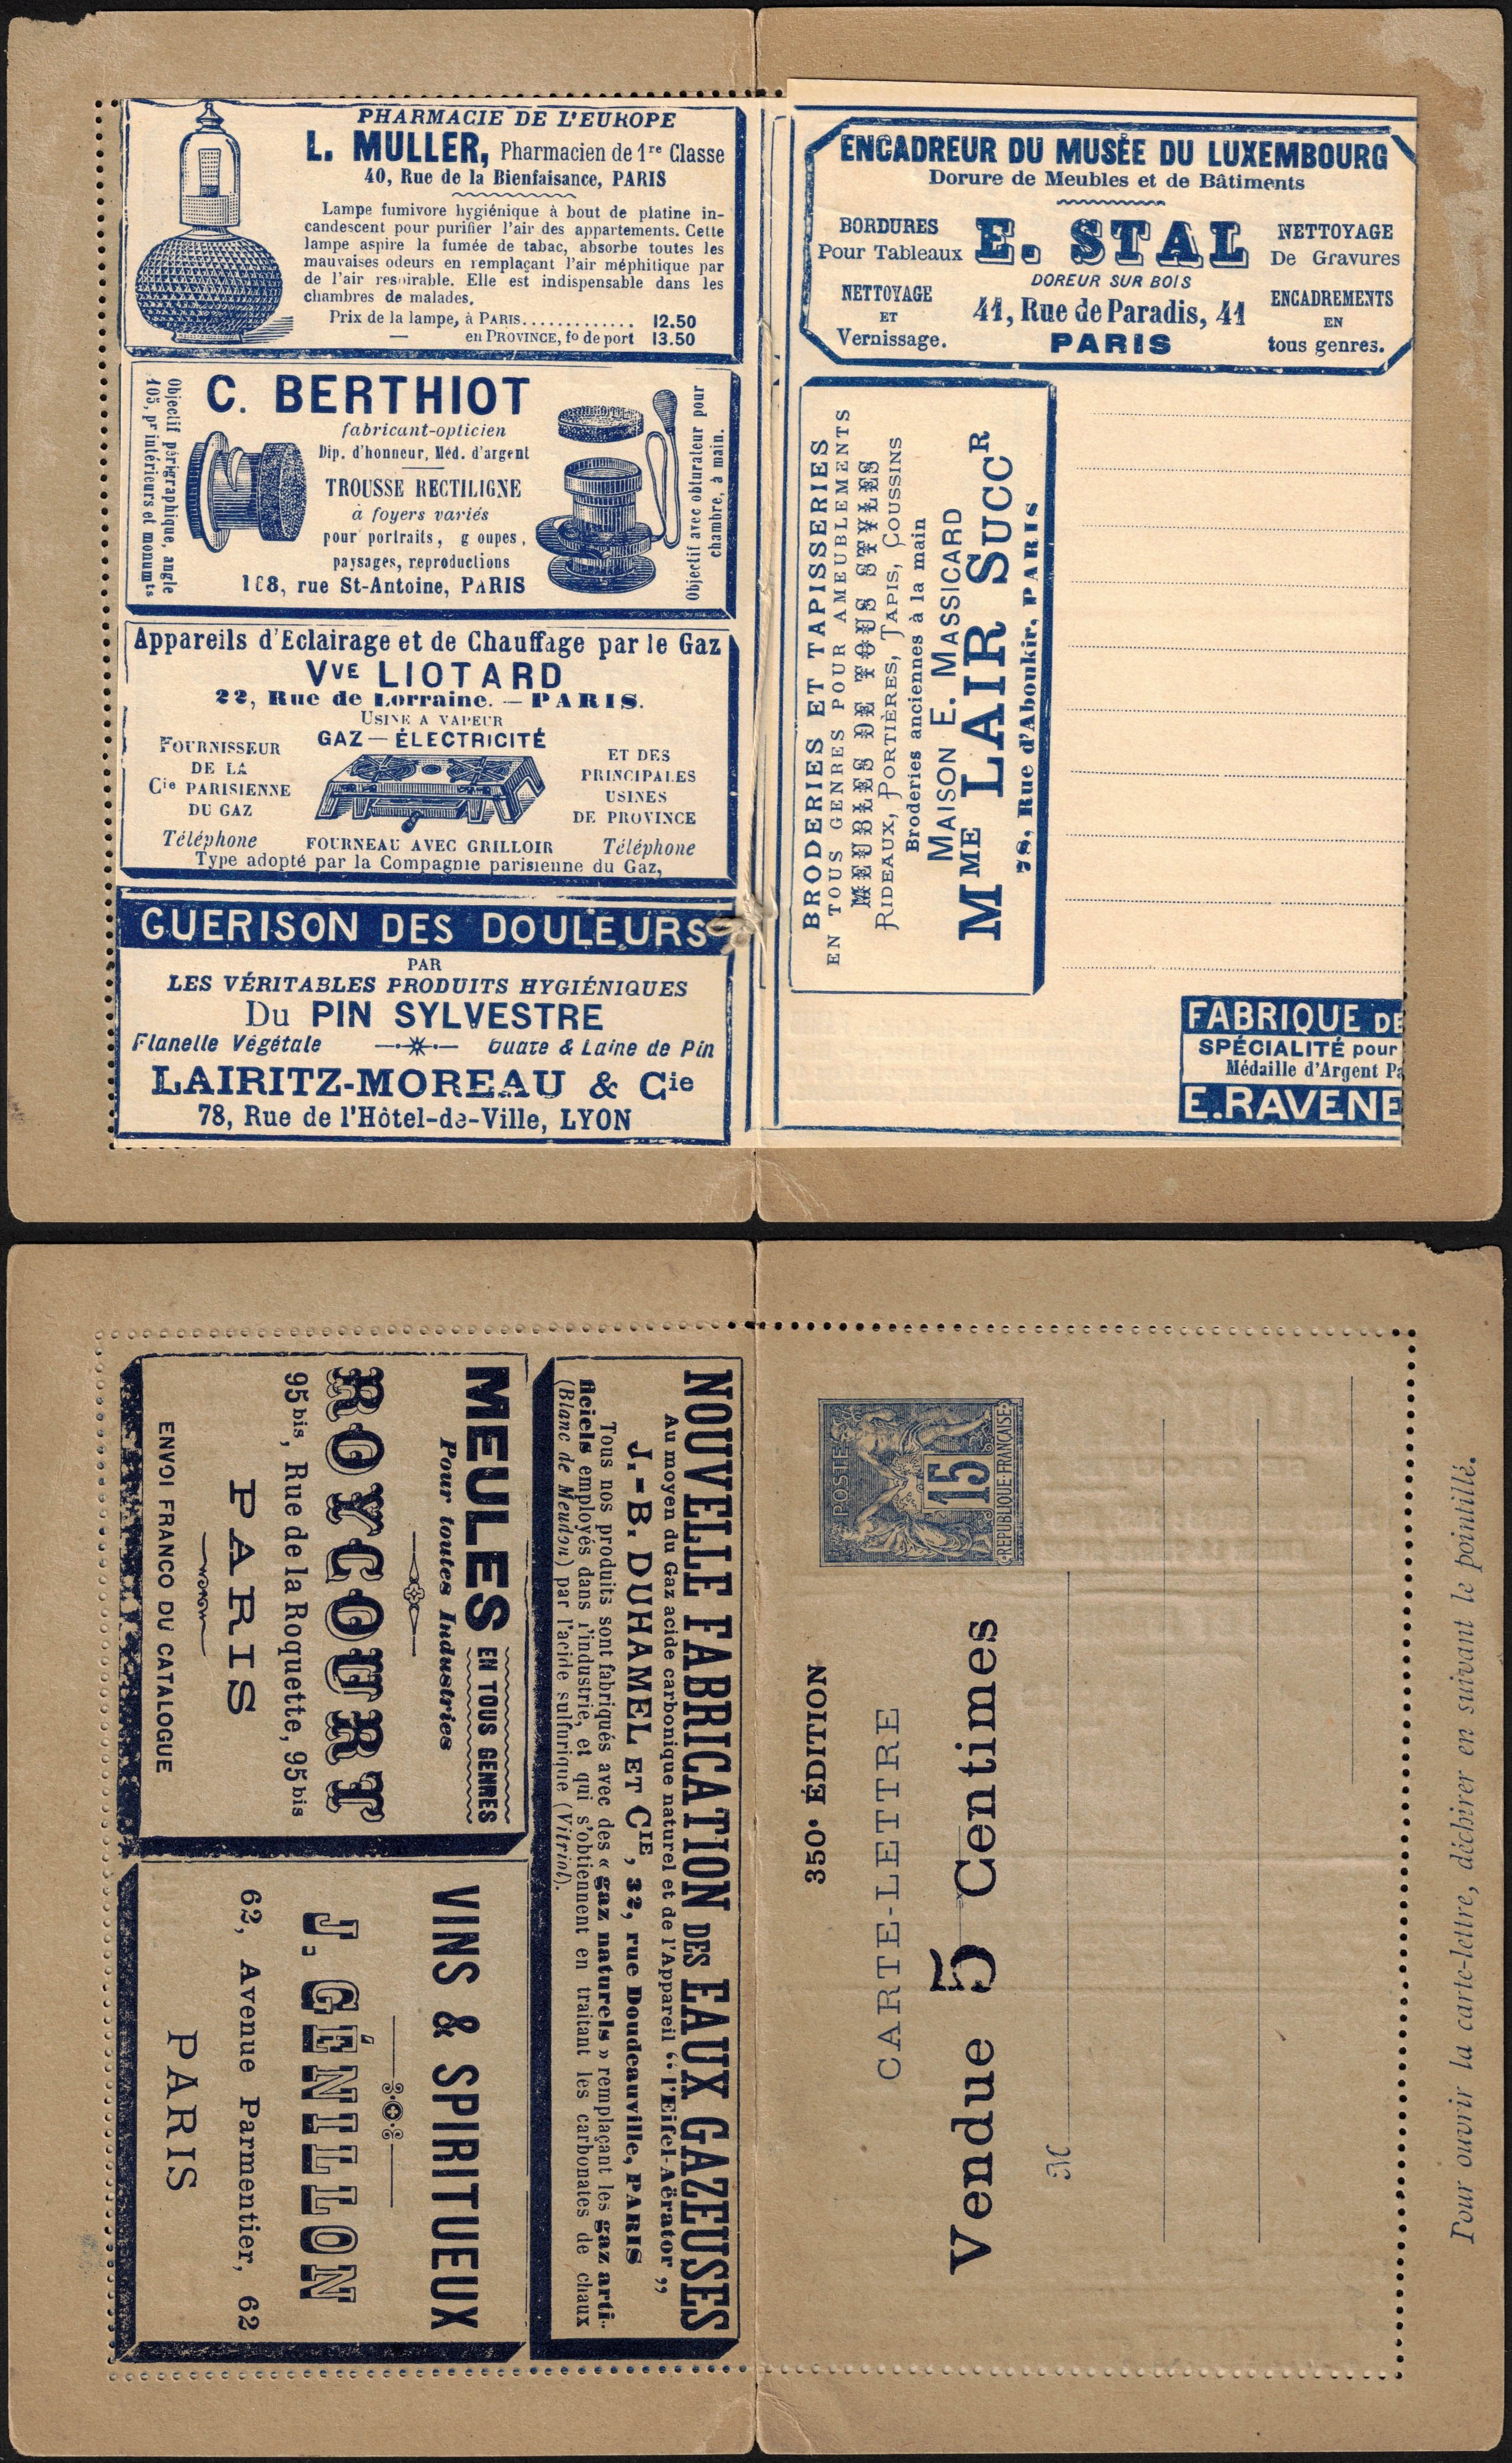 PHARMACIE DE L'EUROPE
L. MULLER, Pharmacien de 1re Classe
40, Rue de la Bienfaisance, PARIS
Lampe fumivore hygiénique à bout de platine in-
candescent pour purifier l'air des appartements. Cette
lampe aspire la fumée de tabac, absorbe toutes les
mauvaises odeurs en remplaçant l'air méphitique par
de l'air respirable. Elle est indispensable dans les
chambres de malades.
Prix de la lampe, à PARIS............. 12.50
— en PROVINCE, fo de port 13.50
C. BERTHIOT
fabricant-opticien
Dip. d'honneur, Méd. d'argent
TROUSSE RECTILIGNE
à foyers variés
pour portraits, g oupes,
paysages, reproductions
168, rue St-Antoine, PARIS
Objectif périgraphique, angle
105, pr intérieurs et monumts
Objectif avec obturateur pour
chambre, à main.
Appareils d'Eclairage et de Chauffage par le Gaz
VVE LIOTARD
22, Rue de Lorraine. — PARIS.
USINE A VAPEUR
GAZ — ÉLECTRICITÉ
FOURNISSEUR
DE LA
Cie PARISIENNE
DU GAZ
ET DES
PRINCIPALES
USINES
DE PROVINCE
Téléphone FOURNEAU AVEC GRILLOIR Téléphone
Type adopté par la Compagnie parisienne du Gaz,
GUERISON DES DOULEURS
PAR
LES VÉRITABLES PRODUITS HYGIÉNIQUES
Du PIN SYLVESTRE
Flanelle Végétale Ouate & Laine de Pin
LAIRITZ-MOREAU & Cie
78, Rue de l'Hôtel-de-Ville, LYON
ENCADREUR DU MUSÉE DU LUXEMBOURG
Dorure de Meubles et de Bâtiments
BORDURES
Pour Tableaux
NETTOYAGE
ET
Vernissage.
E. STAL
DOREUR SUR BOIS
41, Rue de Paradis, 41
PARIS
NETTOYAGE
De Gravures
ENCADREMENTS
EN
tous genres.
BRODERIES ET TAPISSERIES
EN TOUS GENRES POUR AMEUBLEMENTS
MEUBLES DE TOUS STYLES
RIDEAUX, PORTIÈRES, TAPIS, COUSSINS
Broderies anciennes à la main
MAISON E. MASSICARD
MME LAIR SUCCR
78, Rue d'Aboukir, PARIS
FABRIQUE DE
SPÉCIALITÉ pour
Médaille d'Argent Pa
E. RAVENE
NOUVELLE FABRICATION DES EAUX GAZEUSES
Au moyen du Gaz acide carbonique naturel et de l'Appareil “l'Eifel-Aërator”
J.-B. DUHAMEL ET CIE, 32, rue Doudeauville, PARIS
Tous nos produits sont fabriqués avec des « gaz naturels » remplaçant les gaz arti-
ficiels employés dans l'industrie, et qui s'obtiennent en traitant les carbonates de chaux
(Blanc de Meudon) par l'acide sulfurique (Vitriol).
MEULES EN TOUS GENRES
Pour toutes Industries
ROYCOURT
95 bis, Rue de la Roquette, 95 bis
PARIS
ENVOI FRANCO DU CATALOGUE
VINS & SPIRITUEUX
J. GÉNILLON
62, Avenue Parmentier, 62
PARIS
POSTE
15
REPUBLIQUE FRANÇAISE
350e ÉDITION
CARTE-LETTRE
Vendue 5 Centimes
M
Pour ouvrir la carte-lettre, déchirer en suivant le pointillé.